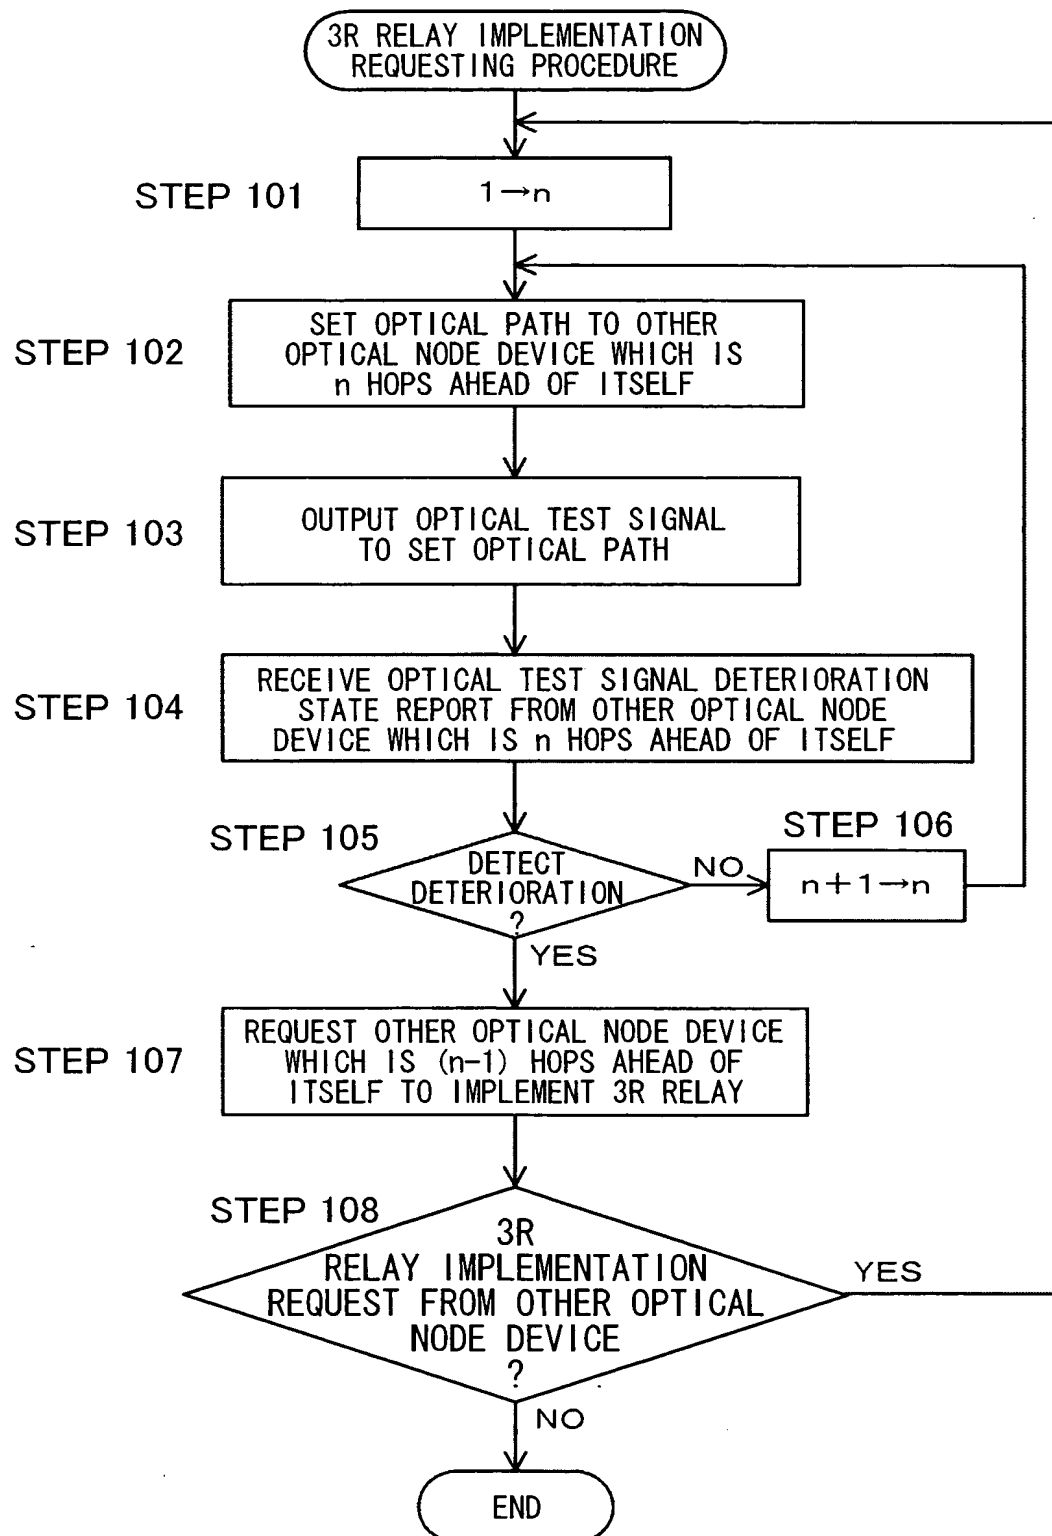 3R RELAY IMPLEMENTATION
REQUESTING PROCEDURE
STEP 101
1→n
STEP 102
SET OPTICAL PATH TO OTHER
OPTICAL NODE DEVICE WHICH IS
n HOPS AHEAD OF ITSELF
STEP 103
OUTPUT OPTICAL TEST SIGNAL
TO SET OPTICAL PATH
STEP 104
RECEIVE OPTICAL TEST SIGNAL DETERIORATION
STATE REPORT FROM OTHER OPTICAL NODE
DEVICE WHICH IS n HOPS AHEAD OF ITSELF
STEP 105
DETECT
DETERIORATION
?
NO
STEP 106
n+1→n
YES
STEP 107
REQUEST OTHER OPTICAL NODE DEVICE
WHICH IS (n-1) HOPS AHEAD OF
ITSELF TO IMPLEMENT 3R RELAY
STEP 108
3R
RELAY IMPLEMENTATION
REQUEST FROM OTHER OPTICAL
NODE DEVICE
?
YES
NO
END